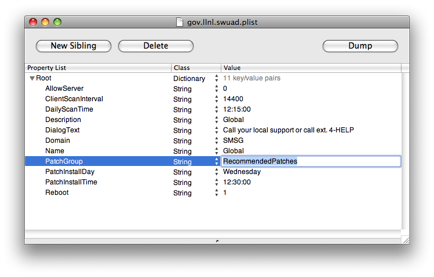 gov.llnl.swuad.plist
New Sibling Delete Dump
Property List Class Value
Root Dictionary 11 key/value pairs
AllowServer String 0
ClientScanInterval String 14400
DailyScanTime String 12:15:00
Description String Global
DialogText String Call your local support or call ext. 4-HELP
Domain String SMSG
Name String Global
PatchGroup String RecommendedPatches
PatchInstallDay String Wednesday
PatchInstallTime String 12:30:00
Reboot String 1